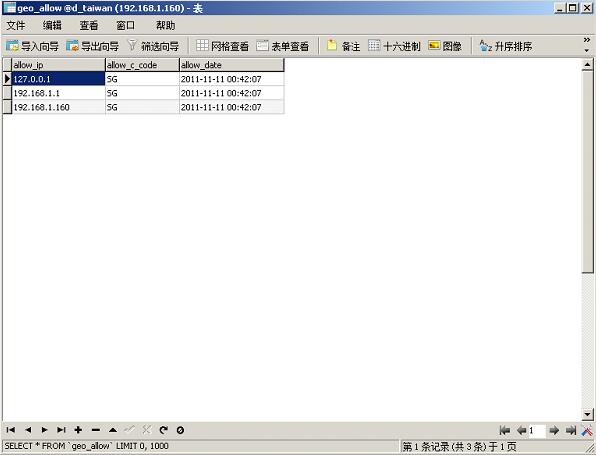 geo_allow @d_taiwan (192.168.1.160) - 表
文件 编辑 查看 窗口 帮助
导入向导 导出向导 筛选向导 网格查看 表单查看 备注 十六进制 图像 升序排序
allow_ip allow_c_code allow_date
127.0.0.1 SG 2011-11-11 00:42:07
192.168.1.1 SG 2011-11-11 00:42:07
192.168.1.160 SG 2011-11-11 00:42:07
1
SELECT * FROM `geo_allow` LIMIT 0, 1000 第 1 条记录 (共 3 条) 于 1 页